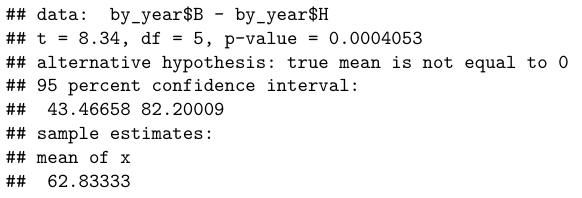 ## data:  by_year$B - by_year$H
## t = 8.34, df = 5, p-value = 0.0004053
## alternative hypothesis: true mean is not equal to 0
## 95 percent confidence interval:
##  43.46658 82.20009
## sample estimates:
## mean of x
##  62.83333